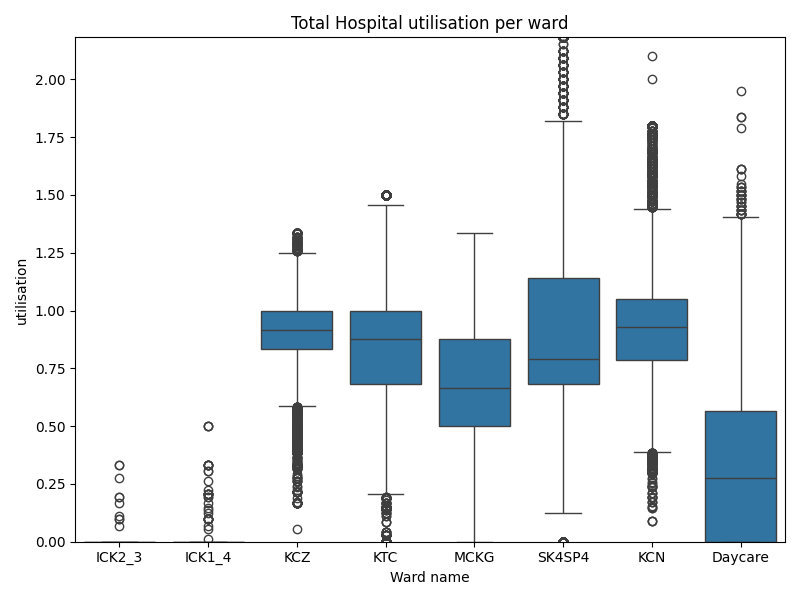 Total Hospital utilisation per ward
utilisation
2.00
1.75
1.50
1.25
1.00
0.75
0.50
0.25
0.00
ICK2_3 ICK1_4 KCZ KTC MCKG SK4SP4 KCN Daycare
Ward name